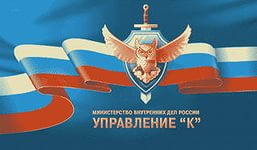 МИНИСТЕРСТВО ВНУТРЕННИХ ДЕЛ РОССИИ
УПРАВЛЕНИЕ "К"